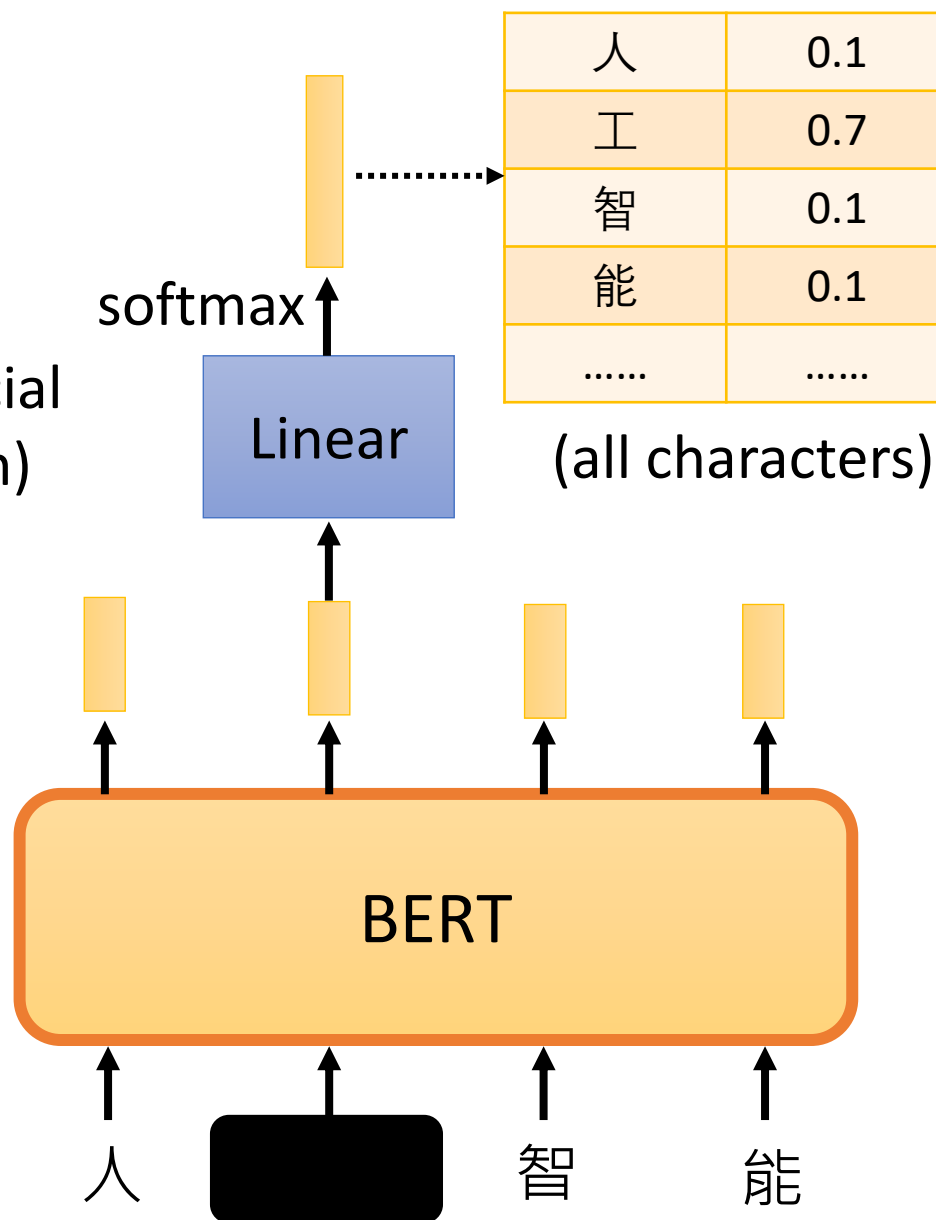 人 0.1
工 0.7
智 0.1
能 0.1
...... ......
softmax
Linear
(all characters)
BERT
人 智 能